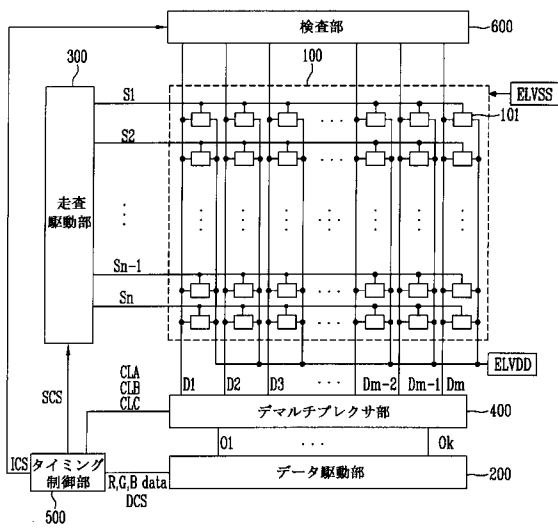 検査部
600
300
100
ELVSS
S1
101
S2
走査
駆動部
Sn-1
Sn
ELVDD
CLA
CLB
CLC
D1
D2
D3
Dm-2
Dm-1
Dm
SCS
デマルチプレクサ部
400
O1
Ok
ICS
タイミング
制御部
R,G,B data
DCS
データ駆動部
200
500